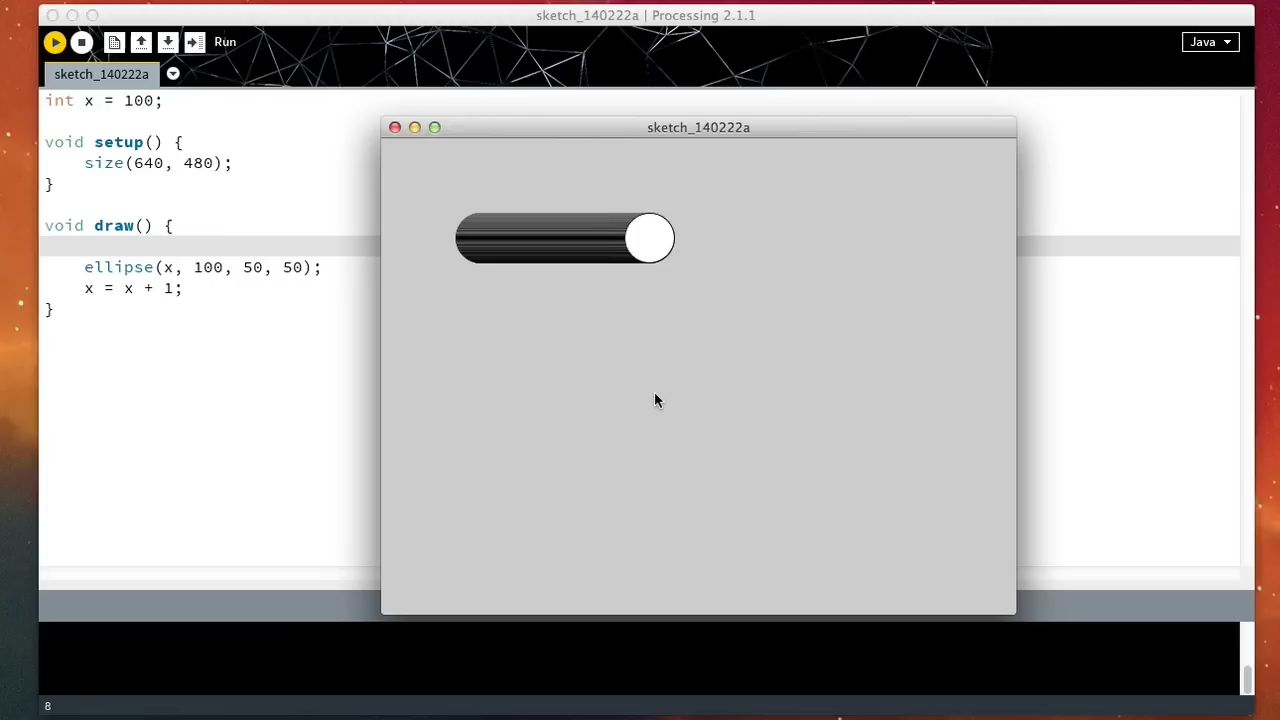 sketch_140222a | Processing 2.1.1
Run
Java
sketch_140222a
int x = 100;
void setup() {
size(640, 480);
}
void draw() {
ellipse(x, 100, 50, 50);
x = x + 1;
}
sketch_140222a
8